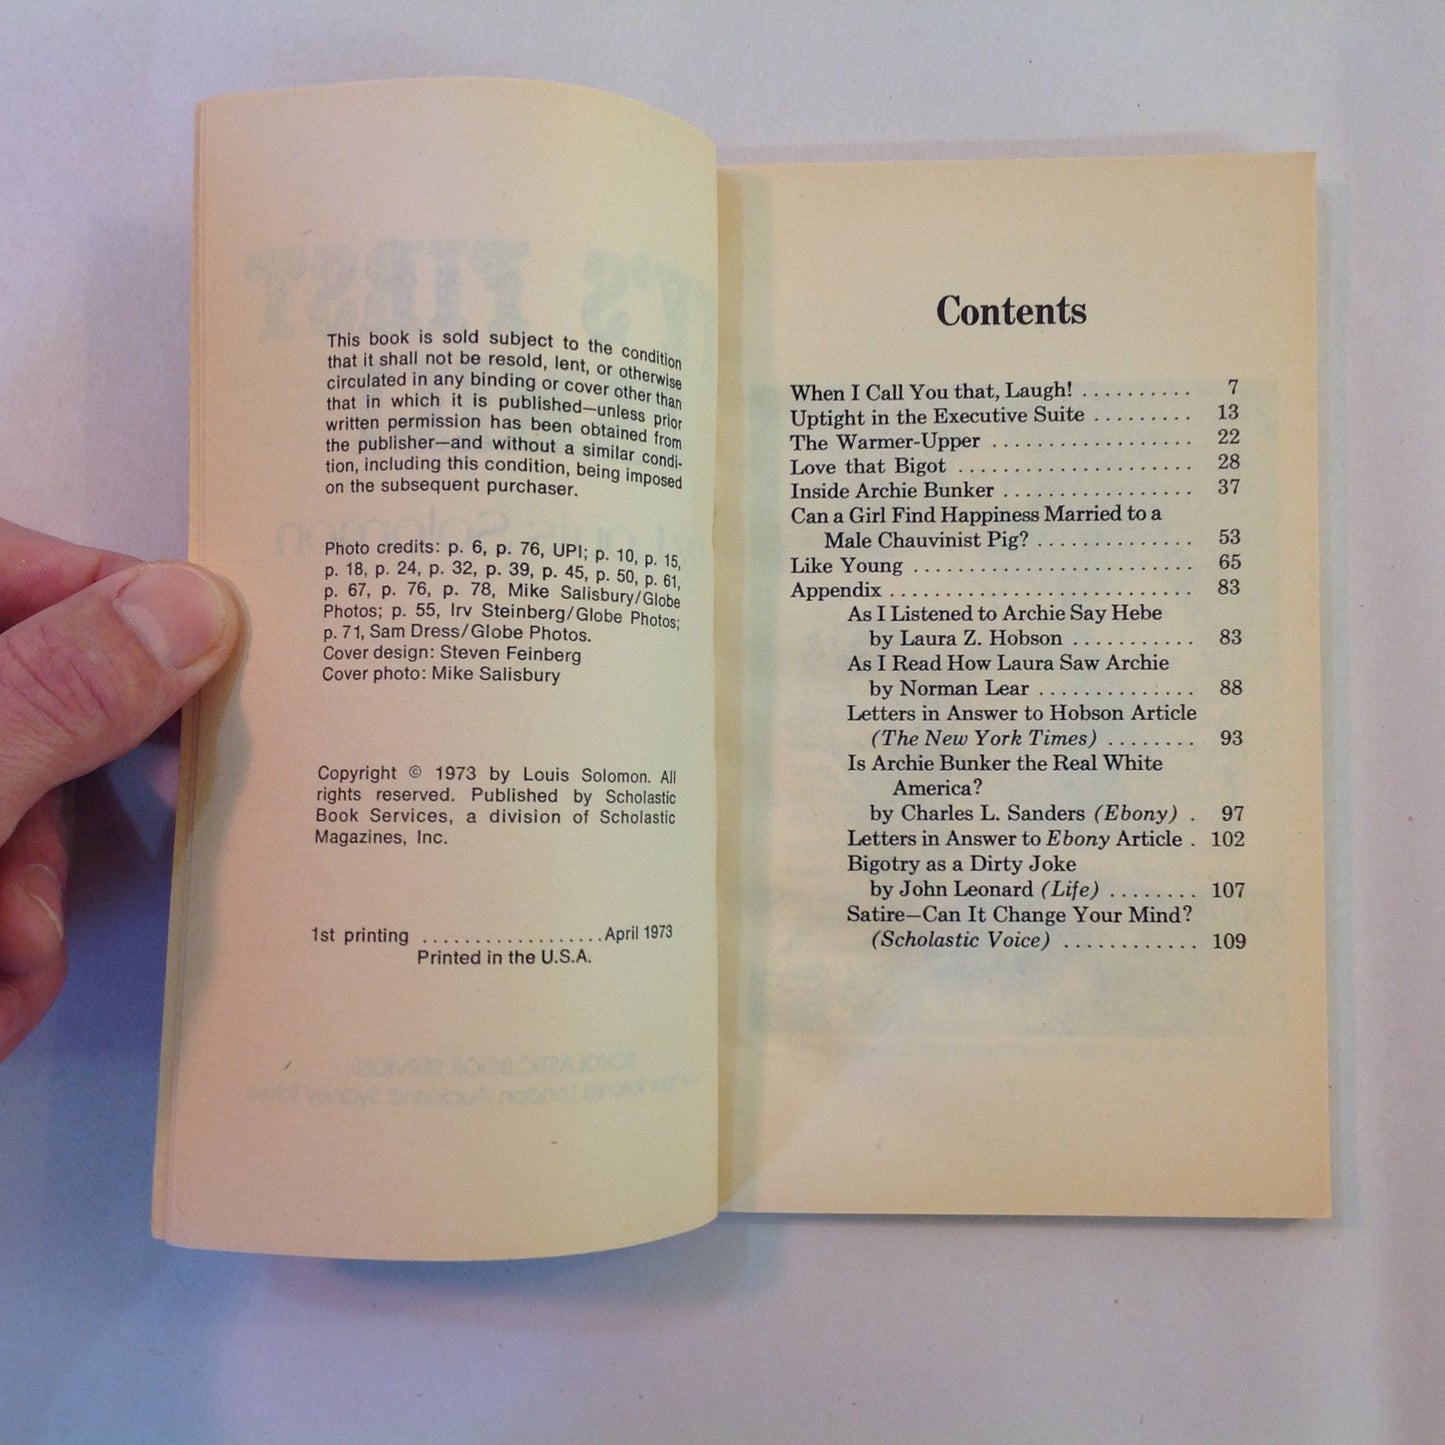 This book is sold subject to the condition
that it shall not be resold, lent, or otherwise
circulated in any binding or cover other than
that in which it is published—unless prior
written permission has been obtained from
the publisher—and without a similar condi-
tion, including this condition, being imposed
on the subsequent purchaser.
Photo credits: p. 6, p. 76, UPI; p. 10, p. 15,
p. 18, p. 24, p. 32, p. 39, p. 45, p. 50, p. 61,
p. 67, p. 76, p. 78, Mike Salisbury/Globe
Photos; p. 55, Irv Steinberg/Globe Photos;
p. 71, Sam Dress/Globe Photos.
Cover design: Steven Feinberg
Cover photo: Mike Salisbury
Copyright © 1973 by Louis Solomon. All
rights reserved. Published by Scholastic
Book Services, a division of Scholastic
Magazines, Inc.
1st printing ................... April 1973
Printed in the U.S.A.
Contents
When I Call You that, Laugh! .......... 7
Uptight in the Executive Suite ......... 13
The Warmer-Upper .................. 22
Love that Bigot ..................... 28
Inside Archie Bunker ................. 37
Can a Girl Find Happiness Married to a
Male Chauvinist Pig? .............. 53
Like Young ......................... 65
Appendix ........................... 83
As I Listened to Archie Say Hebe
by Laura Z. Hobson ........... 83
As I Read How Laura Saw Archie
by Norman Lear .............. 88
Letters in Answer to Hobson Article
(The New York Times) ........ 93
Is Archie Bunker the Real White
America?
by Charles L. Sanders (Ebony) . 97
Letters in Answer to Ebony Article . 102
Bigotry as a Dirty Joke
by John Leonard (Life) ........ 107
Satire—Can It Change Your Mind?
(Scholastic Voice) ............ 109